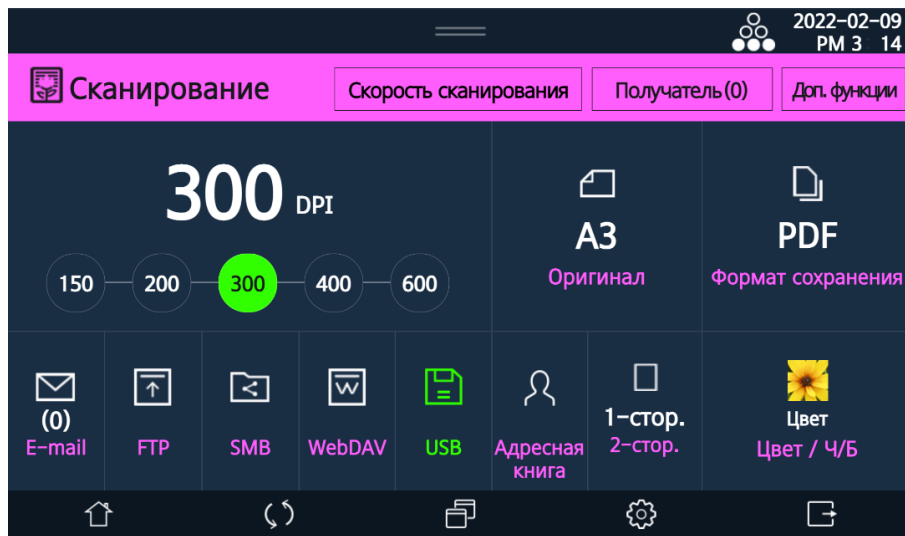 2022-02-09
PM 3 14
Сканирование
Скорость сканирования
Получатель(0)
Доп. функции
300 DPI
150
200
300
400
600
A3
Оригинал
PDF
Формат сохранения
(0)
E-mail
FTP
SMB
WebDAV
USB
Адресная
книга
1-стор.
2-стор.
Цвет
Цвет / Ч/Б